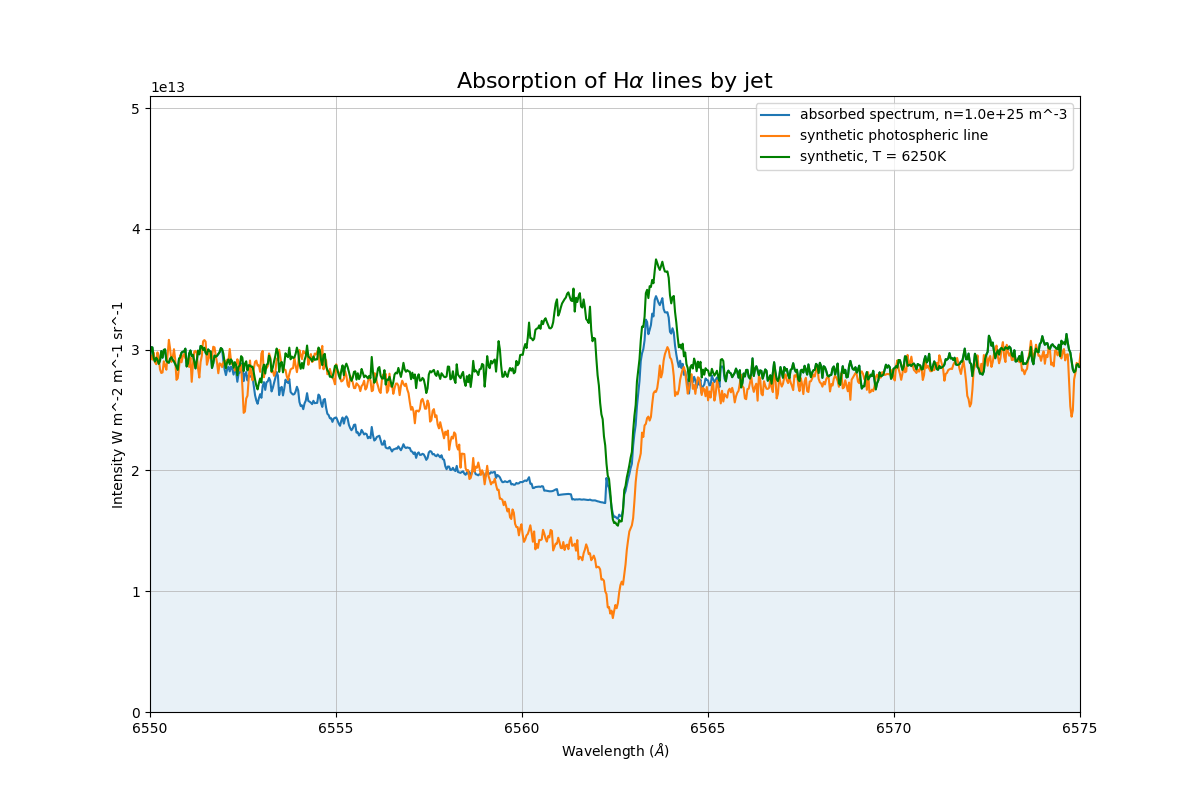 Absorption of Hα lines by jet
1e13
absorbed spectrum, n=1.0e+25 m^-3
synthetic photospheric line
synthetic, T = 6250K
5
4
3
2
1
0
Intensity W m^-2 m^-1 sr^-1
6550
6555
6560
6565
6570
6575
Wavelength (Å)